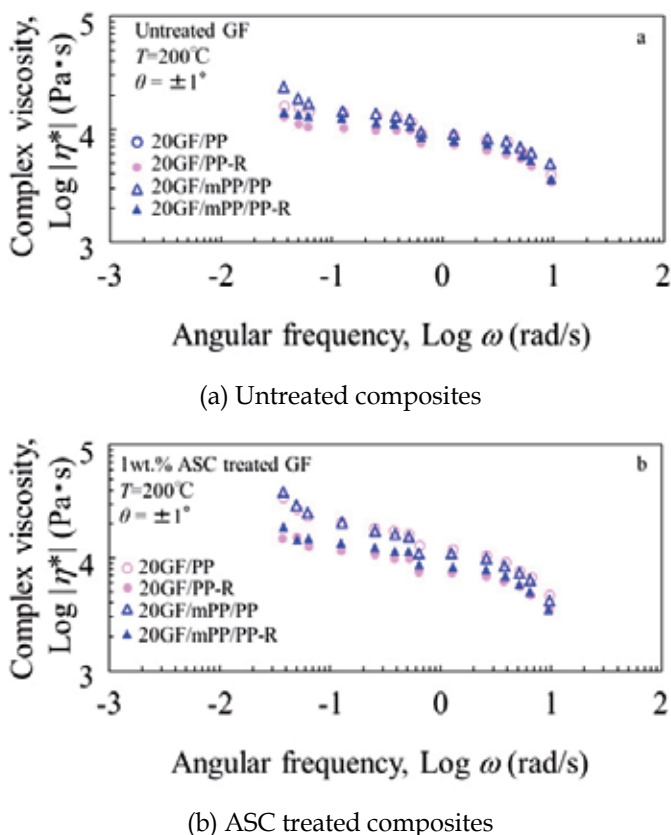 Complex viscosity,
Log |η*| (Pa·s)
5
4
3
Untreated GF
a
T=200℃
θ = ±1°
20GF/PP
20GF/PP-R
20GF/mPP/PP
20GF/mPP/PP-R
-3 -2 -1 0 1 2
Angular frequency, Log ω (rad/s)
(a) Untreated composites
Complex viscosity,
Log |η*| (Pa·s)
5
4
3
1wt.% ASC treated GF
b
T=200℃
θ = ±1°
20GF/PP
20GF/PP-R
20GF/mPP/PP
20GF/mPP/PP-R
-3 -2 -1 0 1 2
Angular frequency, Log ω (rad/s)
(b) ASC treated composites